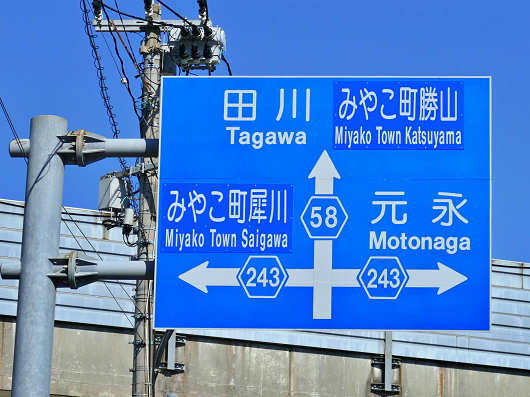 田川
Tagawa
みやこ町勝山
Miyako Town Katsuyama
みやこ町犀川
Miyako Town Saigawa
58
元永
Motonaga
243
243